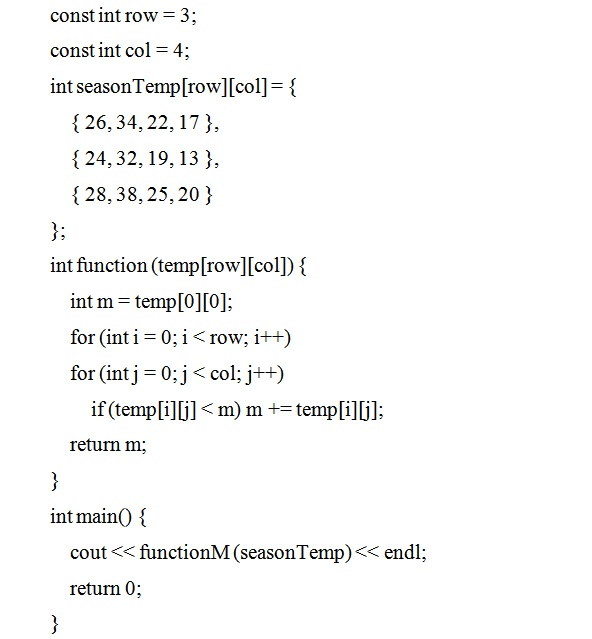 const int row = 3;
const int col = 4;
int seasonTemp[row][col] = {
{ 26, 34, 22, 17 },
{ 24, 32, 19, 13 },
{ 28, 38, 25, 20 }
};
int function (temp[row][col]) {
int m = temp[0][0];
for (int i = 0; i < row; i++)
for (int j = 0; j < col; j++)
if (temp[i][j] < m) m += temp[i][j];
return m;
}
int main() {
cout << functionM (seasonTemp) << endl;
return 0;
}